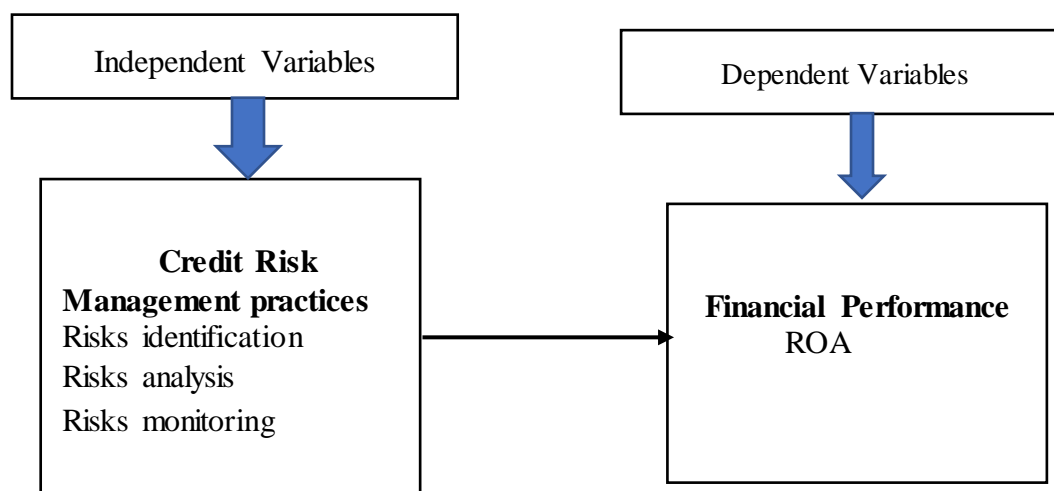 Independent Variables
Dependent Variables
Credit Risk
Management practices
Risks identification
Risks analysis
Risks monitoring
Financial Performance
ROA